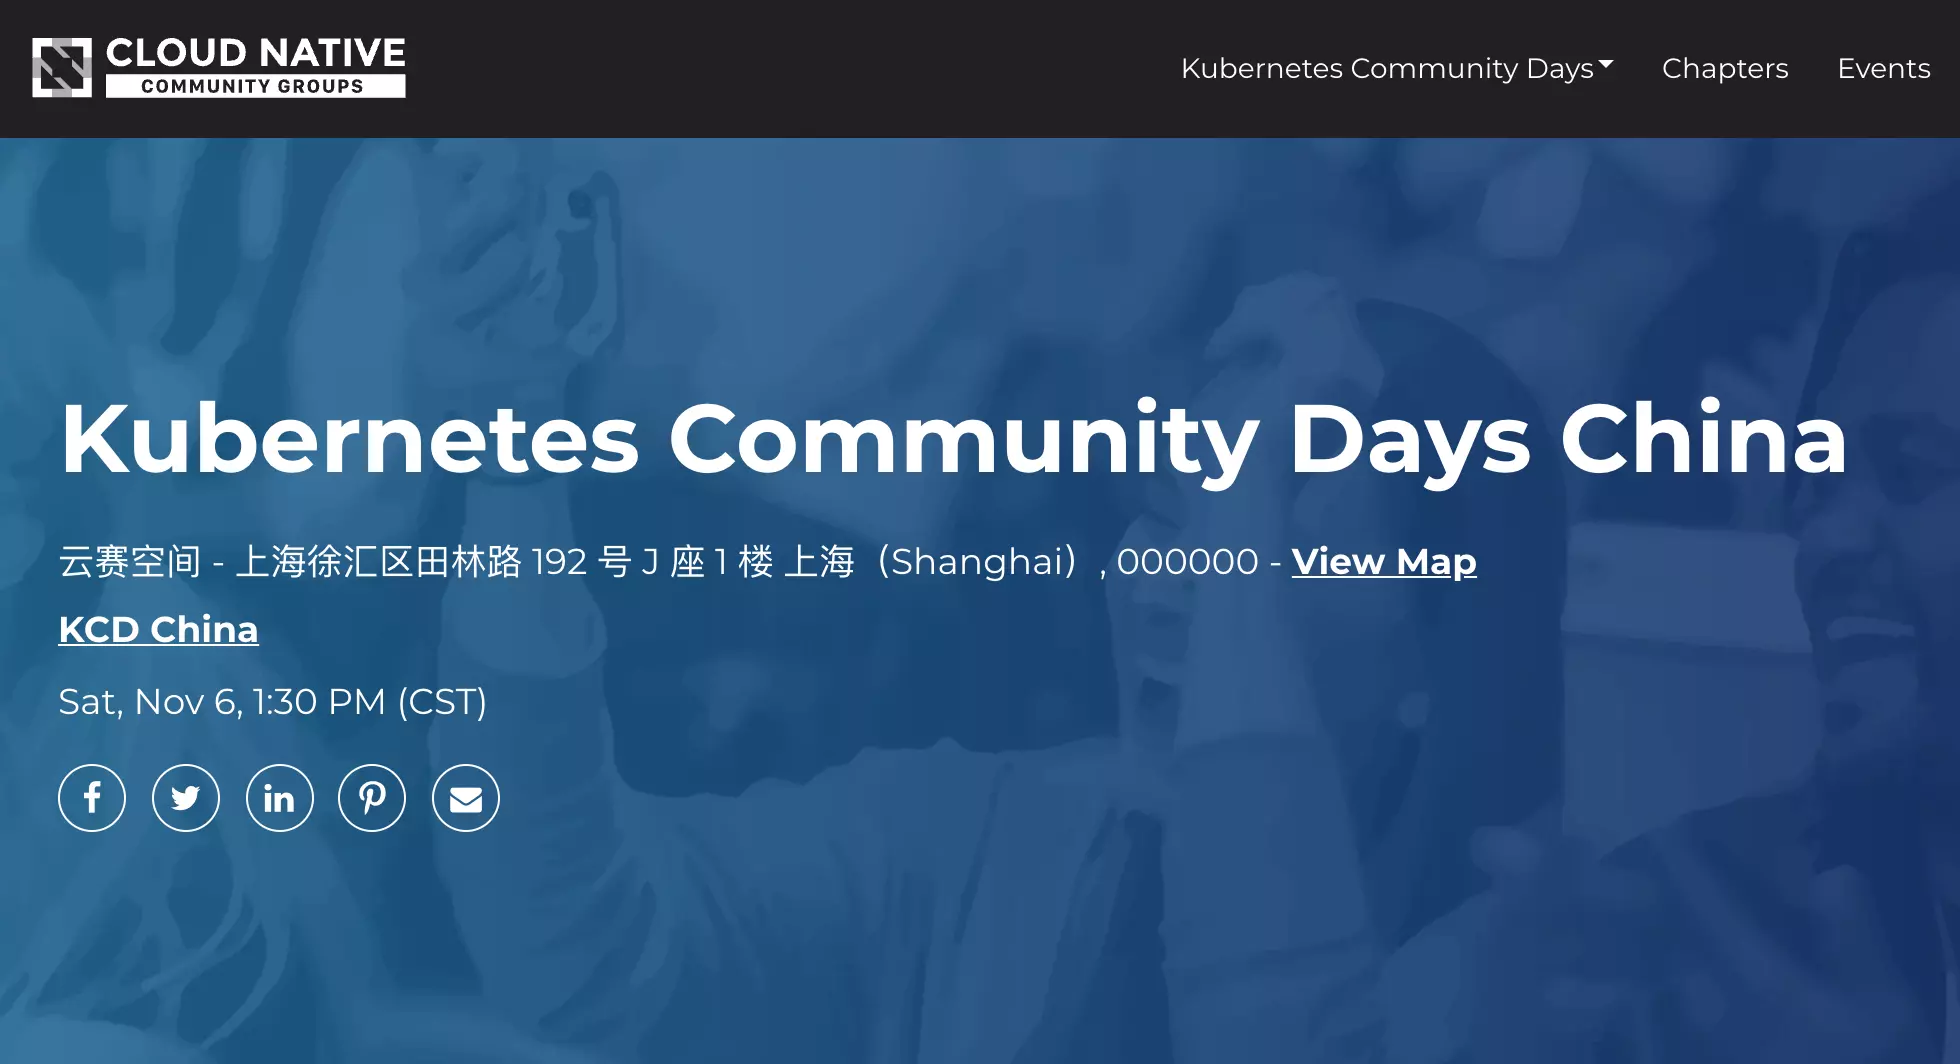 CLOUD NATIVE
COMMUNITY GROUPS
Kubernetes Community Days Chapters Events
Kubernetes Community Days China
云赛空间 - 上海徐汇区田林路 192 号 J 座 1 楼 上海（Shanghai）, 000000 - View Map
KCD China
Sat, Nov 6, 1:30 PM (CST)